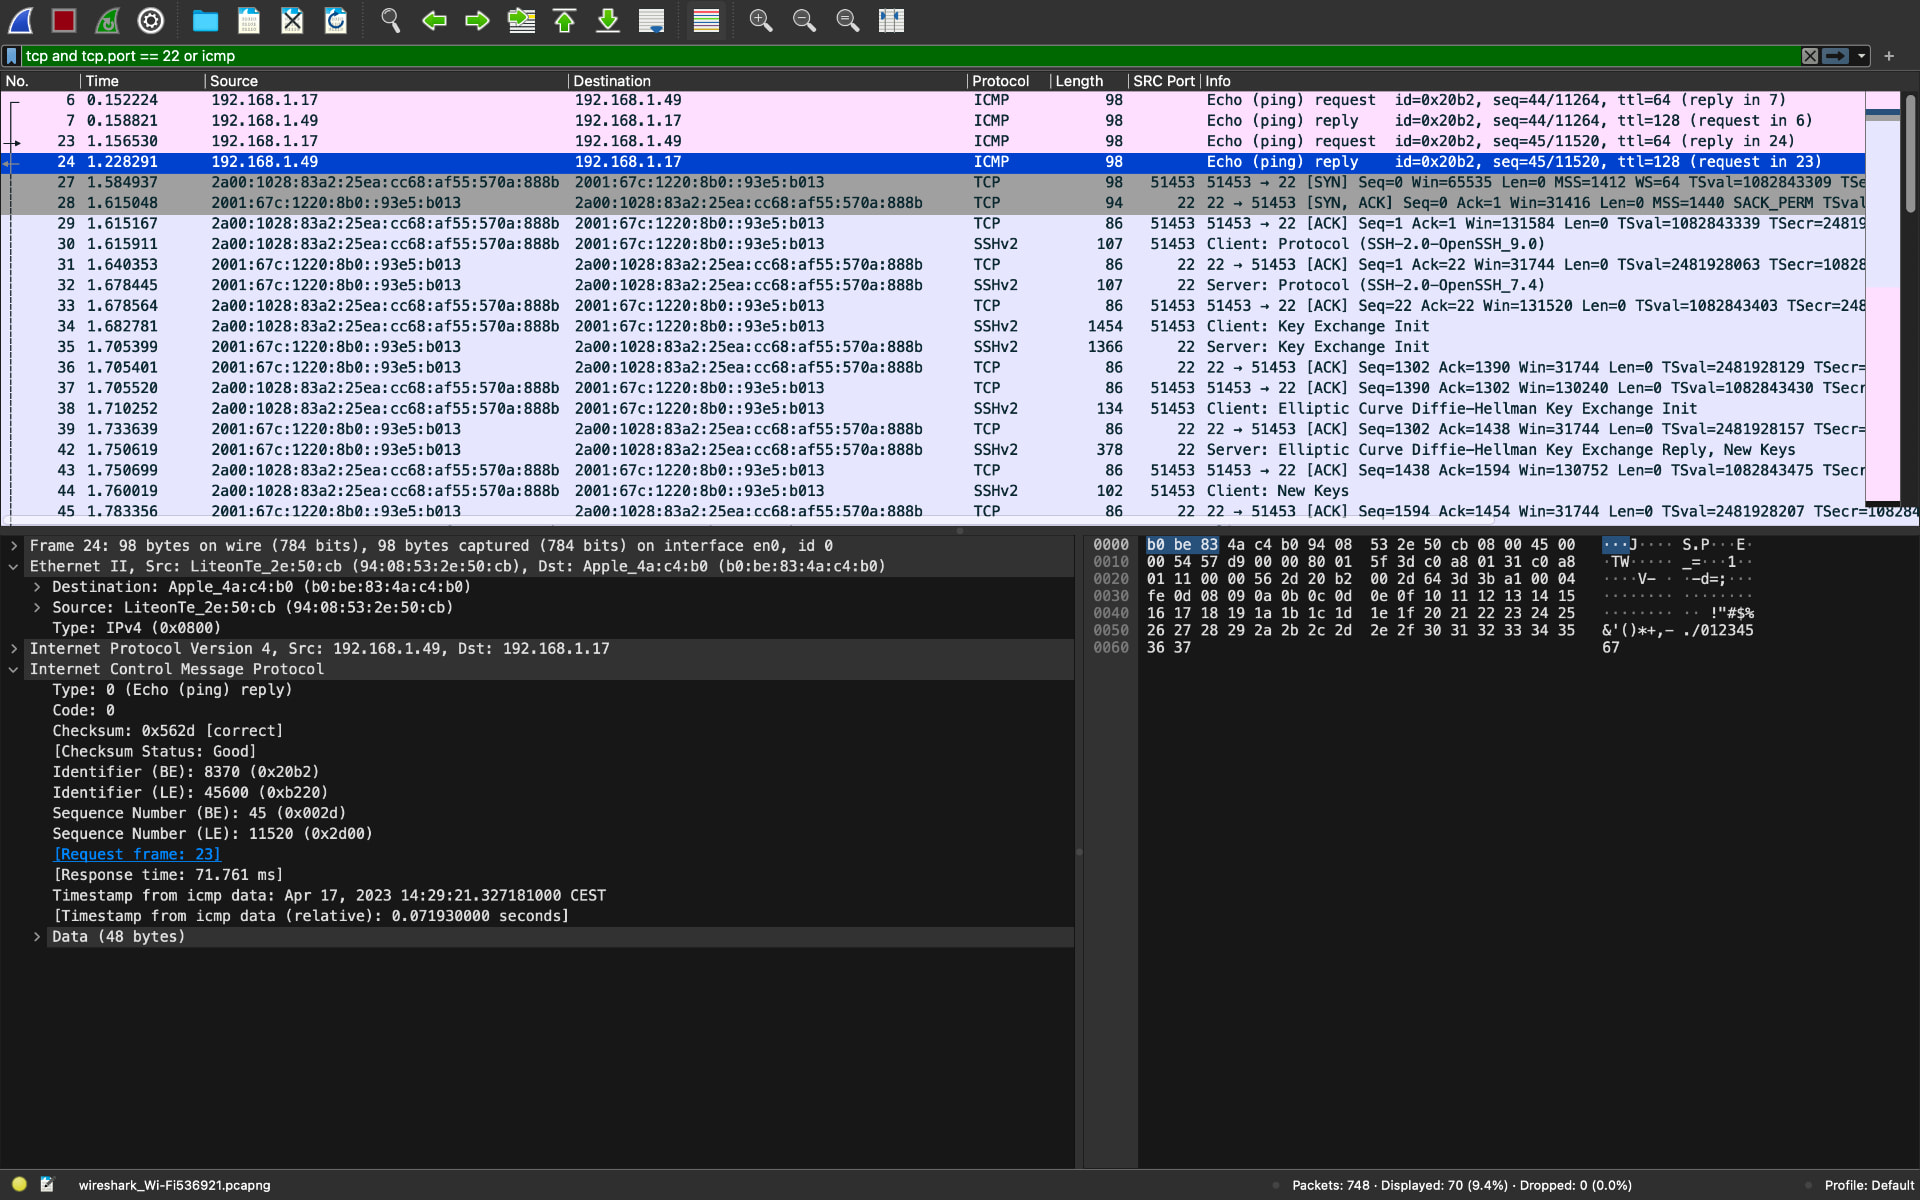 tcp and tcp.port == 22 or icmp
No. Time Source Destination Protocol Length SRC Port Info
6 0.152224 192.168.1.17 192.168.1.49 ICMP 98 Echo (ping) request id=0x20b2, seq=44/11264, ttl=64 (reply in 7)
7 0.158821 192.168.1.49 192.168.1.17 ICMP 98 Echo (ping) reply id=0x20b2, seq=44/11264, ttl=128 (request in 6)
23 1.156530 192.168.1.17 192.168.1.49 ICMP 98 Echo (ping) request id=0x20b2, seq=45/11520, ttl=64 (reply in 24)
24 1.228291 192.168.1.49 192.168.1.17 ICMP 98 Echo (ping) reply id=0x20b2, seq=45/11520, ttl=128 (request in 23)
27 1.584937 2a00:1028:83a2:25ea:cc68:af55:570a:888b 2001:67c:1220:8b0::93e5:b013 TCP 98 51453 51453 → 22 [SYN] Seq=0 Win=65535 Len=0 MSS=1412 WS=64 TSval=1082843309 TSe
28 1.615048 2001:67c:1220:8b0::93e5:b013 2a00:1028:83a2:25ea:cc68:af55:570a:888b TCP 94 22 22 → 51453 [SYN, ACK] Seq=0 Ack=1 Win=31416 Len=0 MSS=1440 SACK_PERM TSval
29 1.615167 2a00:1028:83a2:25ea:cc68:af55:570a:888b 2001:67c:1220:8b0::93e5:b013 TCP 86 51453 51453 → 22 [ACK] Seq=1 Ack=1 Win=131584 Len=0 TSval=1082843339 TSecr=24819
30 1.615911 2a00:1028:83a2:25ea:cc68:af55:570a:888b 2001:67c:1220:8b0::93e5:b013 SSHv2 107 51453 Client: Protocol (SSH-2.0-OpenSSH_9.0)
31 1.640353 2001:67c:1220:8b0::93e5:b013 2a00:1028:83a2:25ea:cc68:af55:570a:888b TCP 86 22 22 → 51453 [ACK] Seq=1 Ack=22 Win=31744 Len=0 TSval=2481928063 TSecr=10828
32 1.678445 2001:67c:1220:8b0::93e5:b013 2a00:1028:83a2:25ea:cc68:af55:570a:888b SSHv2 107 22 Server: Protocol (SSH-2.0-OpenSSH_7.4)
33 1.678564 2a00:1028:83a2:25ea:cc68:af55:570a:888b 2001:67c:1220:8b0::93e5:b013 TCP 86 51453 51453 → 22 [ACK] Seq=22 Ack=22 Win=131520 Len=0 TSval=1082843403 TSecr=248
34 1.682781 2a00:1028:83a2:25ea:cc68:af55:570a:888b 2001:67c:1220:8b0::93e5:b013 SSHv2 1454 51453 Client: Key Exchange Init
35 1.705399 2001:67c:1220:8b0::93e5:b013 2a00:1028:83a2:25ea:cc68:af55:570a:888b SSHv2 1366 22 Server: Key Exchange Init
36 1.705401 2001:67c:1220:8b0::93e5:b013 2a00:1028:83a2:25ea:cc68:af55:570a:888b TCP 86 22 22 → 51453 [ACK] Seq=1302 Ack=1390 Win=31744 Len=0 TSval=2481928129 TSecr=
37 1.705520 2a00:1028:83a2:25ea:cc68:af55:570a:888b 2001:67c:1220:8b0::93e5:b013 TCP 86 51453 51453 → 22 [ACK] Seq=1390 Ack=1302 Win=130240 Len=0 TSval=1082843430 TSecr
38 1.710252 2a00:1028:83a2:25ea:cc68:af55:570a:888b 2001:67c:1220:8b0::93e5:b013 SSHv2 134 51453 Client: Elliptic Curve Diffie-Hellman Key Exchange Init
39 1.733639 2001:67c:1220:8b0::93e5:b013 2a00:1028:83a2:25ea:cc68:af55:570a:888b TCP 86 22 22 → 51453 [ACK] Seq=1302 Ack=1438 Win=31744 Len=0 TSval=2481928157 TSecr=
42 1.750619 2001:67c:1220:8b0::93e5:b013 2a00:1028:83a2:25ea:cc68:af55:570a:888b SSHv2 378 22 Server: Elliptic Curve Diffie-Hellman Key Exchange Reply, New Keys
43 1.750699 2a00:1028:83a2:25ea:cc68:af55:570a:888b 2001:67c:1220:8b0::93e5:b013 TCP 86 51453 51453 → 22 [ACK] Seq=1438 Ack=1594 Win=130752 Len=0 TSval=1082843475 TSecr
44 1.760019 2a00:1028:83a2:25ea:cc68:af55:570a:888b 2001:67c:1220:8b0::93e5:b013 SSHv2 102 51453 Client: New Keys
45 1.783356 2001:67c:1220:8b0::93e5:b013 2a00:1028:83a2:25ea:cc68:af55:570a:888b TCP 86 22 22 → 51453 [ACK] Seq=1594 Ack=1454 Win=31744 Len=0 TSval=2481928207 TSecr=108284
Frame 24: 98 bytes on wire (784 bits), 98 bytes captured (784 bits) on interface en0, id 0
Ethernet II, Src: LiteonTe_2e:50:cb (94:08:53:2e:50:cb), Dst: Apple_4a:c4:b0 (b0:be:83:4a:c4:b0)
Destination: Apple_4a:c4:b0 (b0:be:83:4a:c4:b0)
Source: LiteonTe_2e:50:cb (94:08:53:2e:50:cb)
Type: IPv4 (0x0800)
Internet Protocol Version 4, Src: 192.168.1.49, Dst: 192.168.1.17
Internet Control Message Protocol
Type: 0 (Echo (ping) reply)
Code: 0
Checksum: 0x562d [correct]
[Checksum Status: Good]
Identifier (BE): 8370 (0x20b2)
Identifier (LE): 45600 (0xb220)
Sequence Number (BE): 45 (0x002d)
Sequence Number (LE): 11520 (0x2d00)
[Request frame: 23]
[Response time: 71.761 ms]
Timestamp from icmp data: Apr 17, 2023 14:29:21.327181000 CEST
[Timestamp from icmp data (relative): 0.071930000 seconds]
Data (48 bytes)
0000 b0 be 83 4a c4 b0 94 08 53 2e 50 cb 08 00 45 00 ···J···· S.P···E·
0010 00 54 57 d9 00 00 80 01 5f 3d c0 a8 01 31 c0 a8 ·TW····· _=···1··
0020 01 11 00 00 56 2d 20 b2 00 2d 64 3d 3b a1 00 04 ····V- · ·-d=;···
0030 fe 0d 08 09 0a 0b 0c 0d 0e 0f 10 11 12 13 14 15 ········ ········
0040 16 17 18 19 1a 1b 1c 1d 1e 1f 20 21 22 23 24 25 ········ ·· !"#$%
0050 26 27 28 29 2a 2b 2c 2d 2e 2f 30 31 32 33 34 35 &'()*+,- ./012345
0060 36 37 67
wireshark_Wi-Fi536921.pcapng Packets: 748 · Displayed: 70 (9.4%) · Dropped: 0 (0.0%) Profile: Default